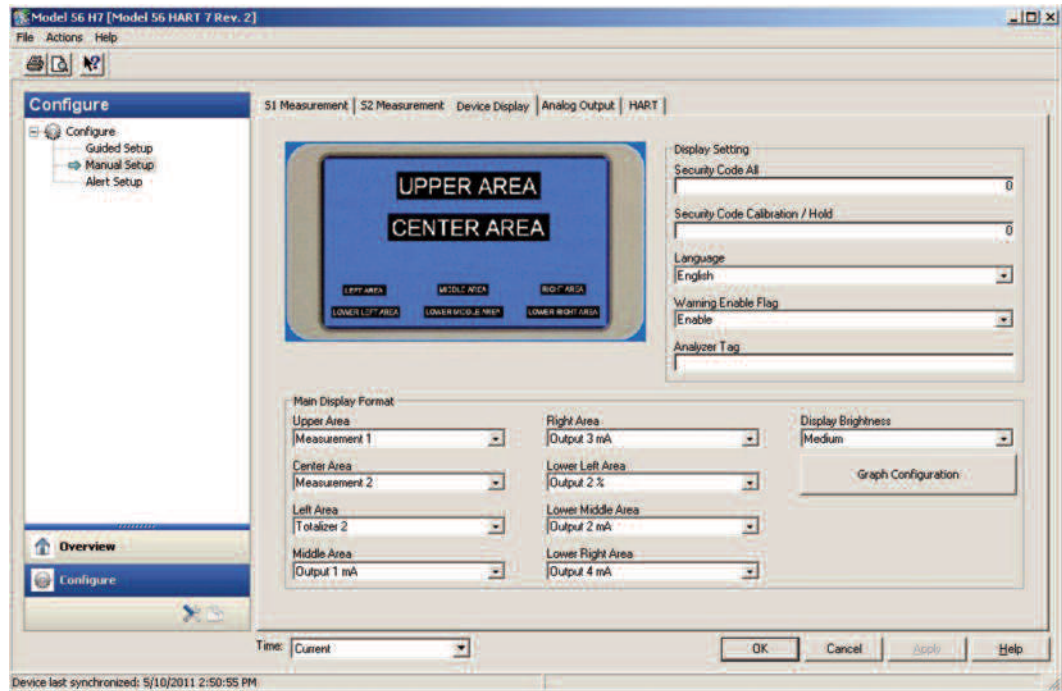 Model 56 H7 [Model 56 HART 7 Rev. 2]
File Actions Help
Configure
Configure
Guided Setup
Manual Setup
Alert Setup
Overview
Configure
S1 Measurement S2 Measurement Device Display Analog Output HART
UPPER AREA
CENTER AREA
LEFT AREA MIDDLE AREA RIGHT AREA
LOWER LEFT AREA LOWER MIDDLE AREA LOWER RIGHT AREA
Display Setting
Security Code All
0
Security Code Calibration / Hold
0
Language
English
Warning Enable Flag
Enable
Analyzer Tag
Main Display Format
Upper Area
Measurement 1
Center Area
Measurement 2
Left Area
Totalizer 2
Middle Area
Output 1 mA
Right Area
Output 3 mA
Lower Left Area
Output 2 %
Lower Middle Area
Output 2 mA
Lower Right Area
Output 4 mA
Display Brightness
Medium
Graph Configuration
Time: Current
OK Cancel Apply Help
Device last synchronized: 5/10/2011 2:50:55 PM